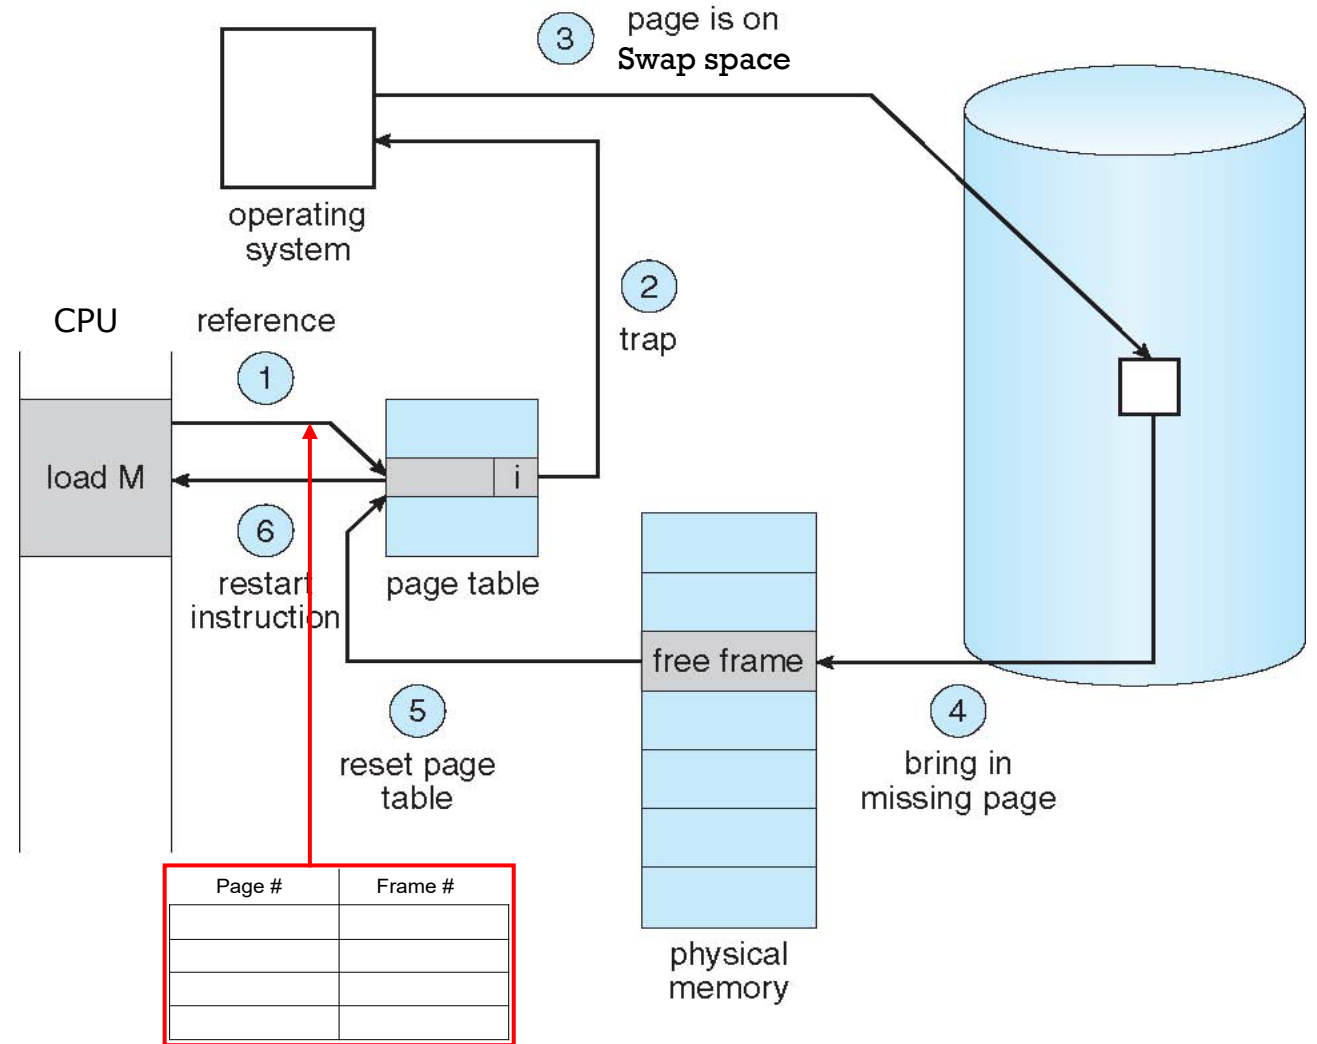 3
page is on
Swap space
operating
system
2
trap
CPU
reference
1
load M
i
6
restart
instruction
page table
free frame
5
reset page
table
4
bring in
missing page
Page #
Frame #
physical
memory